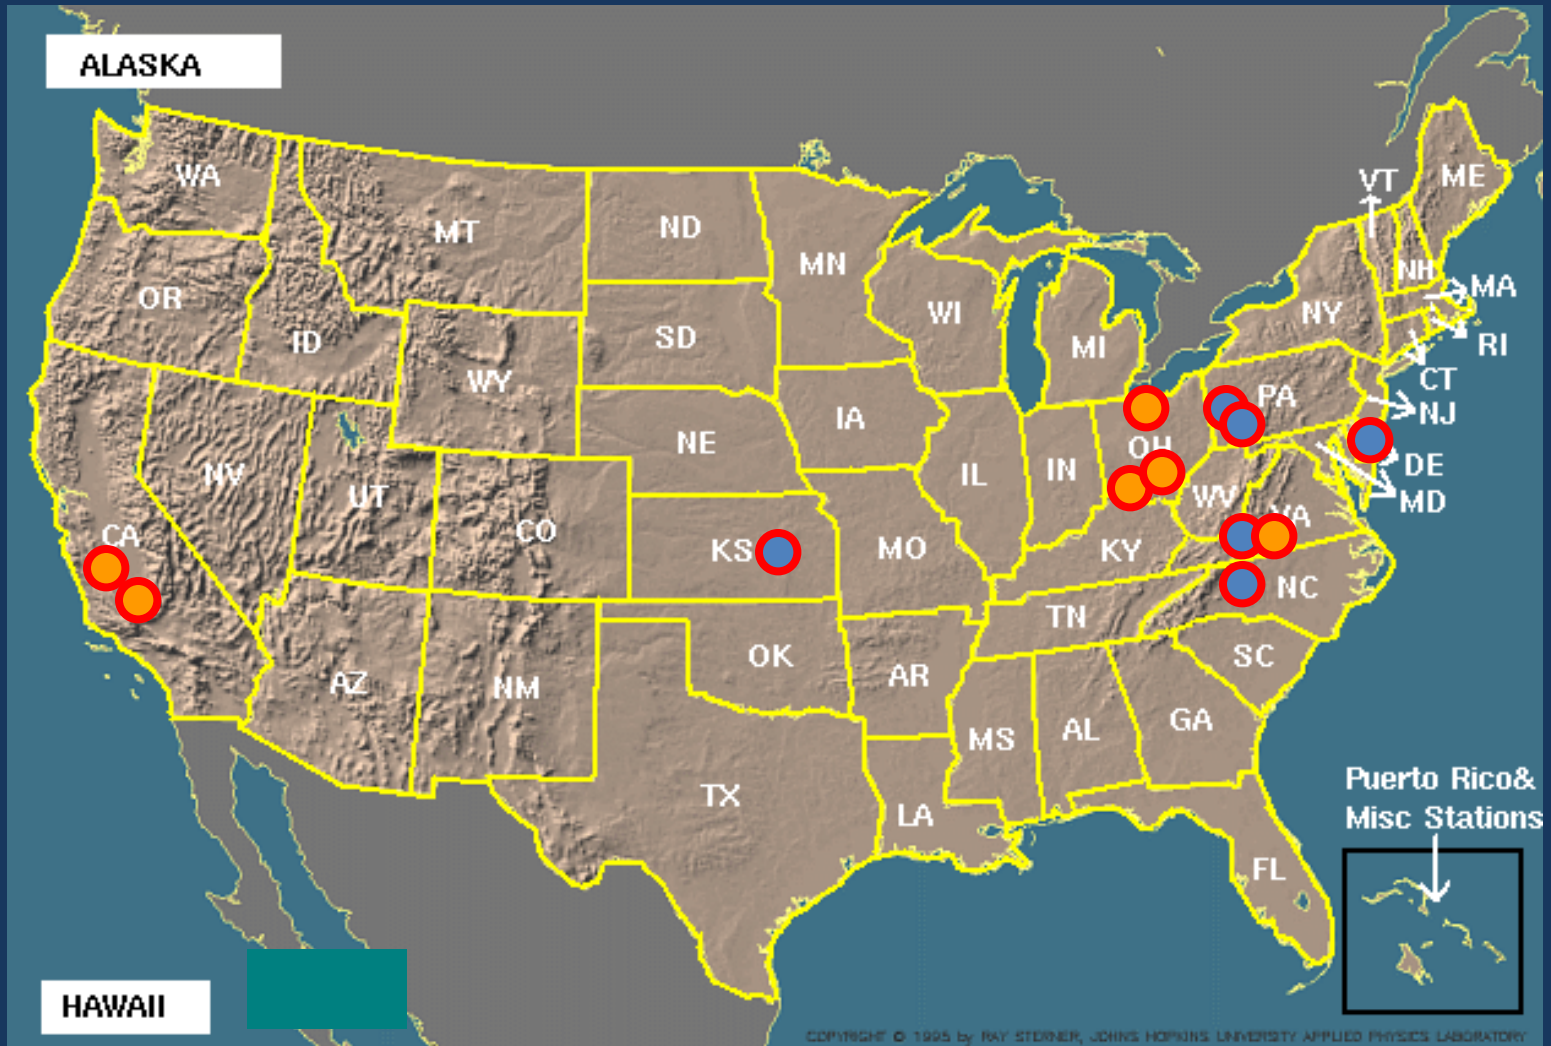 ALASKA
WA
MT
ND
MN
VT
ME
OR
ID
WY
SD
WI
MI
NY
NH
MA
RI
CT
NJ
NV
UT
CO
NE
IA
IL
IN
OH
PA
DE
MD
CA
KS
MO
KY
WV
VA
TN
NC
AZ
NM
OK
AR
SC
TX
LA
MS
AL
GA
FL
Puerto Rico&
Misc Stations
HAWAII
COPYRIGHT © 1995 by RAY STERNER, JOHNS HOPKINS UNIVERSITY APPLIED PHYSICS LABORATORY